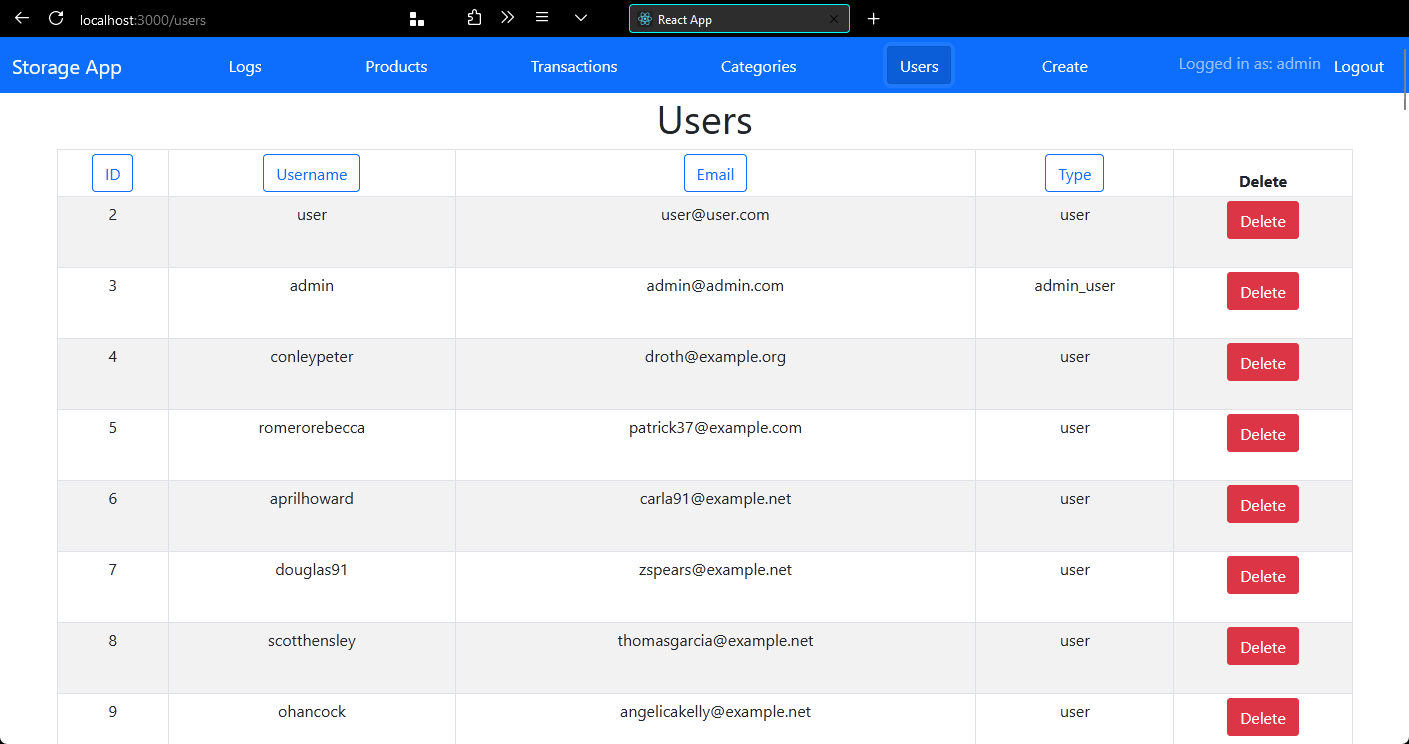 localhost:3000/users
React App
Storage App Logs Products Transactions Categories Users Create Logged in as: admin Logout
Users
ID Username Email Type Delete
2 user user@user.com user Delete
3 admin admin@admin.com admin_user Delete
4 conleypeter droth@example.org user Delete
5 romerorebecca patrick37@example.com user Delete
6 aprilhoward carla91@example.net user Delete
7 douglas91 zspears@example.net user Delete
8 scotthensley thomasgarcia@example.net user Delete
9 ohancock angelicakelly@example.net user Delete